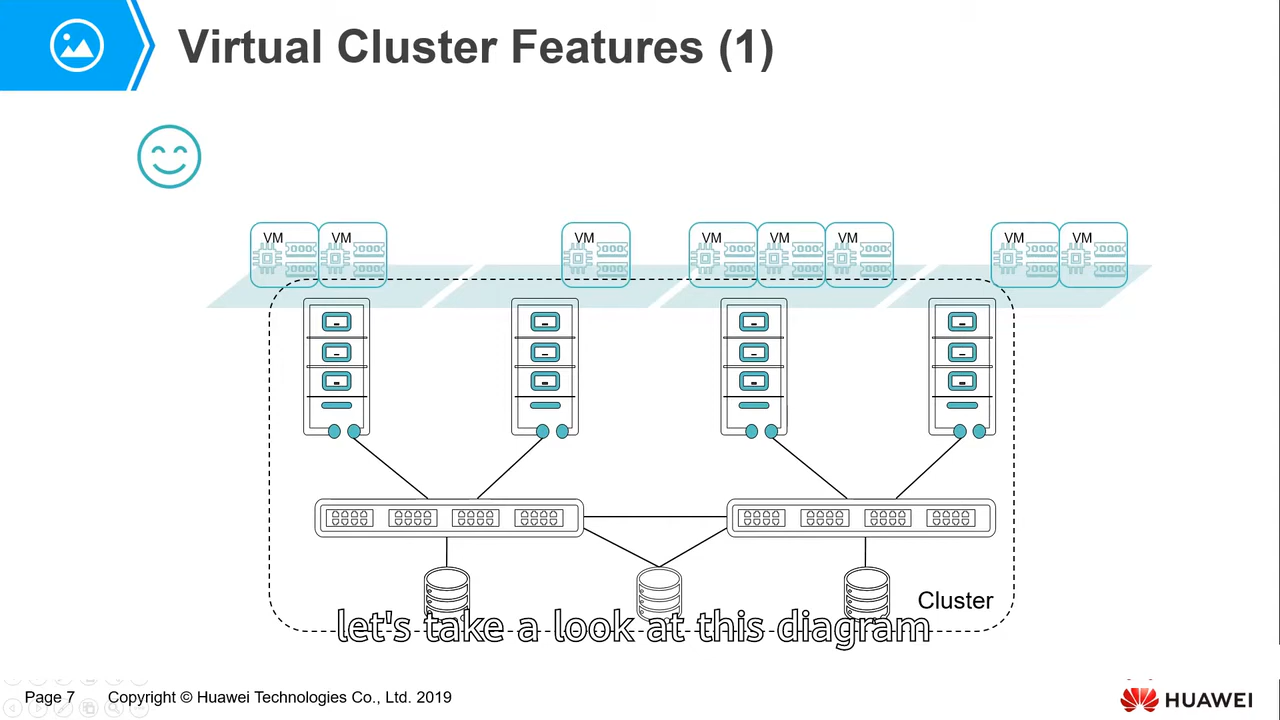 Virtual Cluster Features (1)
VM VM VM VM VM VM VM VM
Cluster
let's take a look at this diagram
Page 7 Copyright © Huawei Technologies Co., Ltd. 2019
HUAWEI